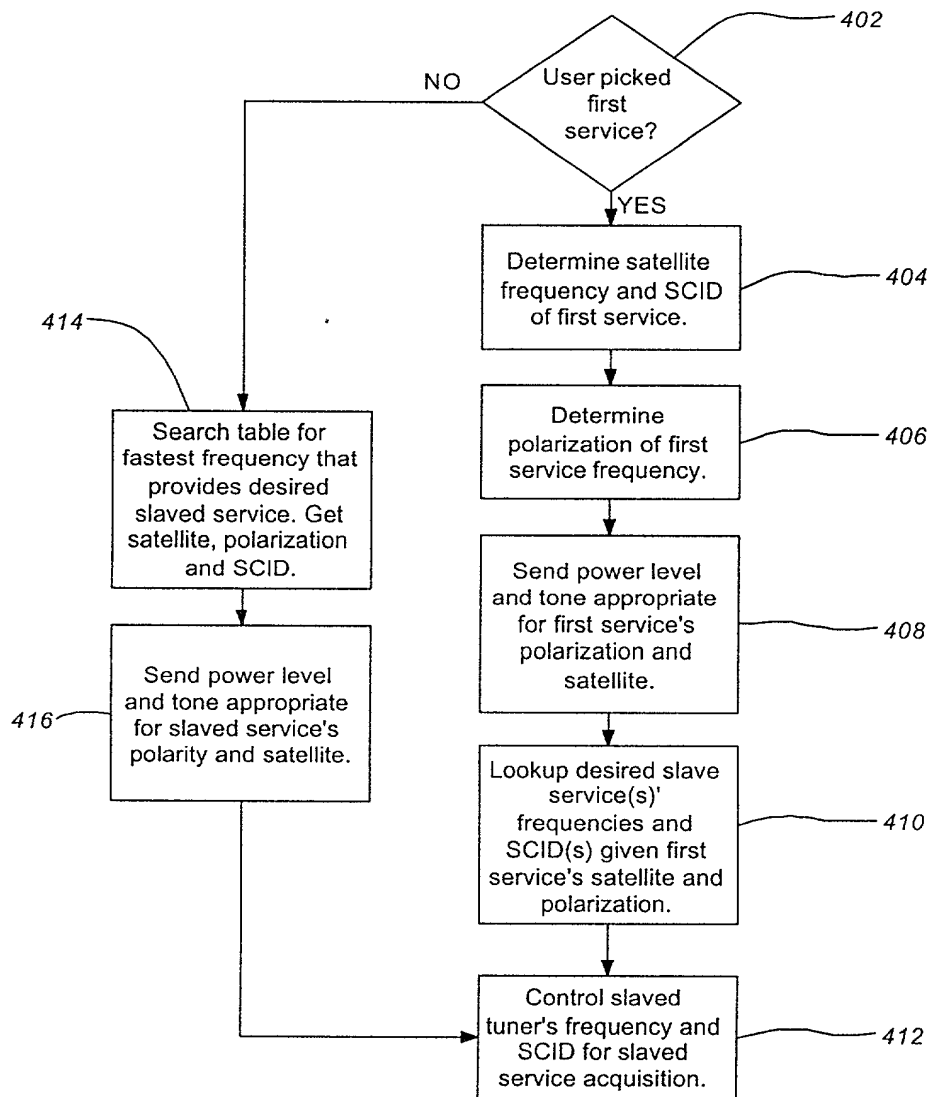 402
User picked
first
service?
NO
YES
Determine satellite
frequency and SCID
of first service.
404
414
Determine
polarization of first
service frequency.
406
Search table for
fastest frequency that
provides desired
slaved service. Get
satellite, polarization
and SCID.
Send power level
and tone appropriate
for first service's
polarization and
satellite.
408
416
Send power level
and tone appropriate
for slaved service's
polarity and satellite.
Lookup desired slave
service(s)'
frequencies and
SCID(s) given first
service's satellite and
polarization.
410
Control slaved
tuner's frequency and
SCID for slaved
service acquisition.
412